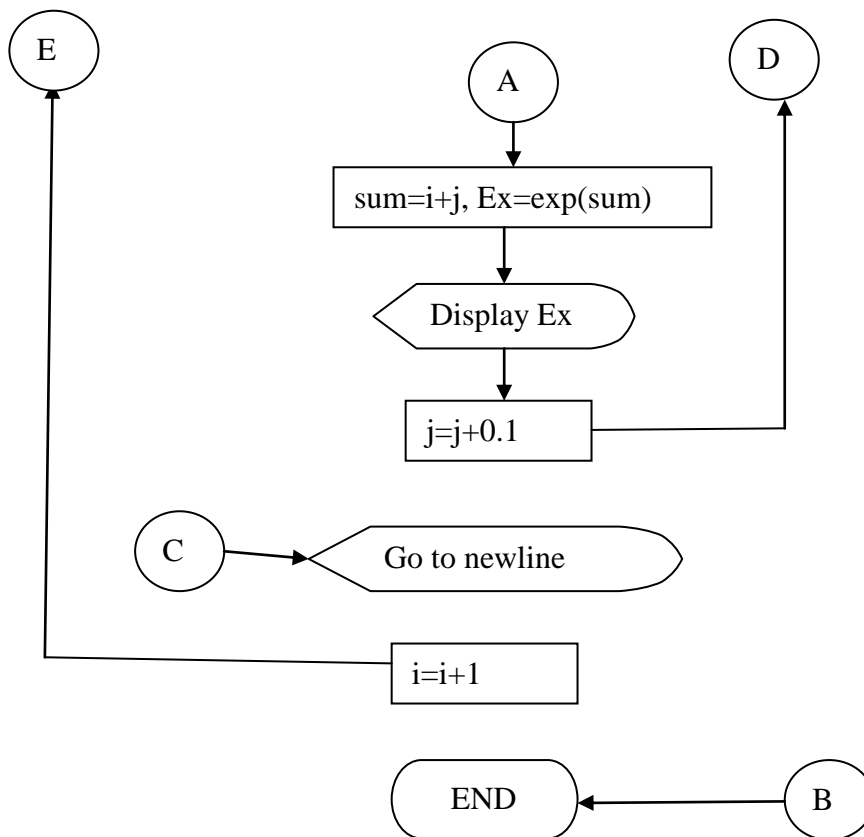 E
A
D
sum=i+j, Ex=exp(sum)
Display Ex
j=j+0.1
C
Go to newline
i=i+1
END
B